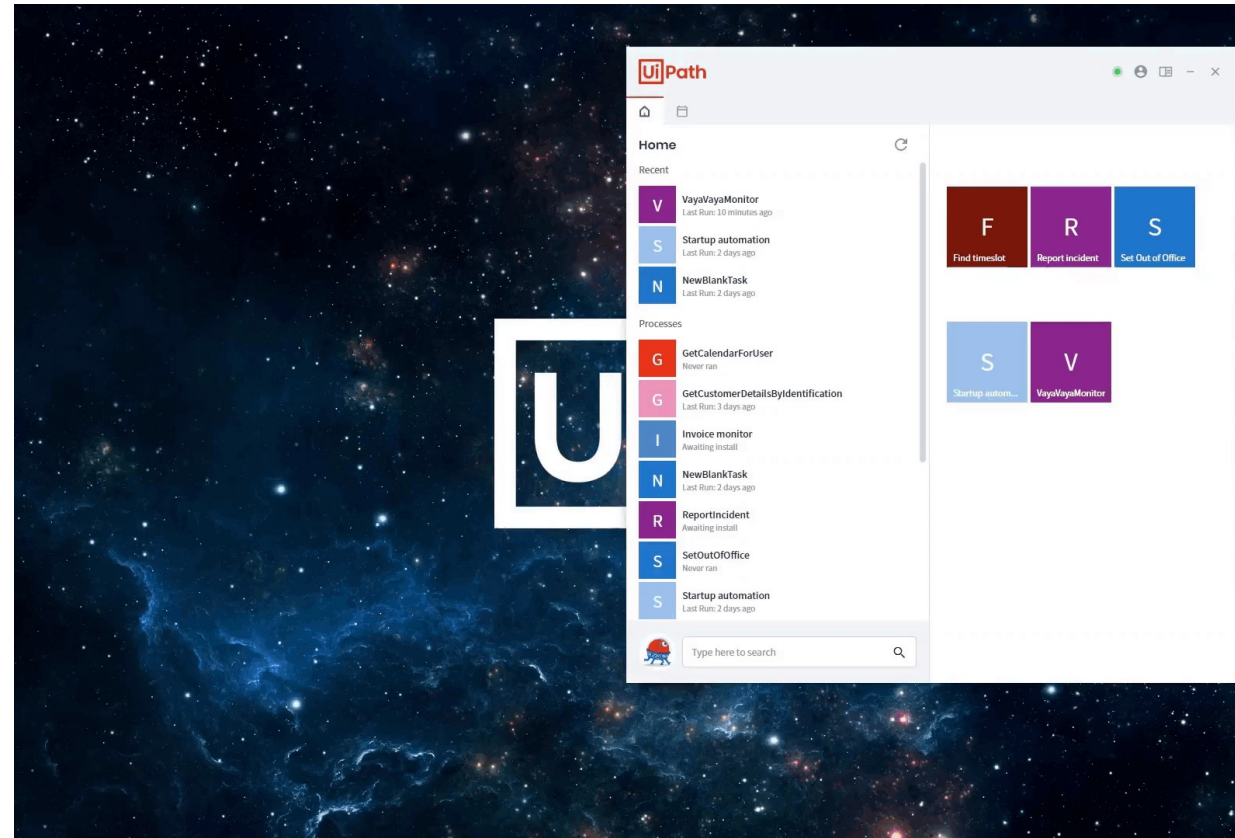 UiPath
Home
Recent
V
VayaVayaMonitor
Last Run: 10 minutes ago
S
Startup automation
Last Run: 2 days ago
N
NewBlankTask
Last Run: 2 days ago
Processes
G
GetCalendarForUser
Never ran
G
GetCustomerDetailsByIdentification
Last Run: 3 days ago
I
Invoice monitor
Awaiting install
N
NewBlankTask
Last Run: 2 days ago
R
ReportIncident
Awaiting install
S
SetOutOfOffice
Never ran
S
Startup automation
Last Run: 2 days ago
Type here to search
F
Find timeslot
R
Report incident
S
Set Out of Office
S
Startup autom...
V
VayaVayaMonitor
U